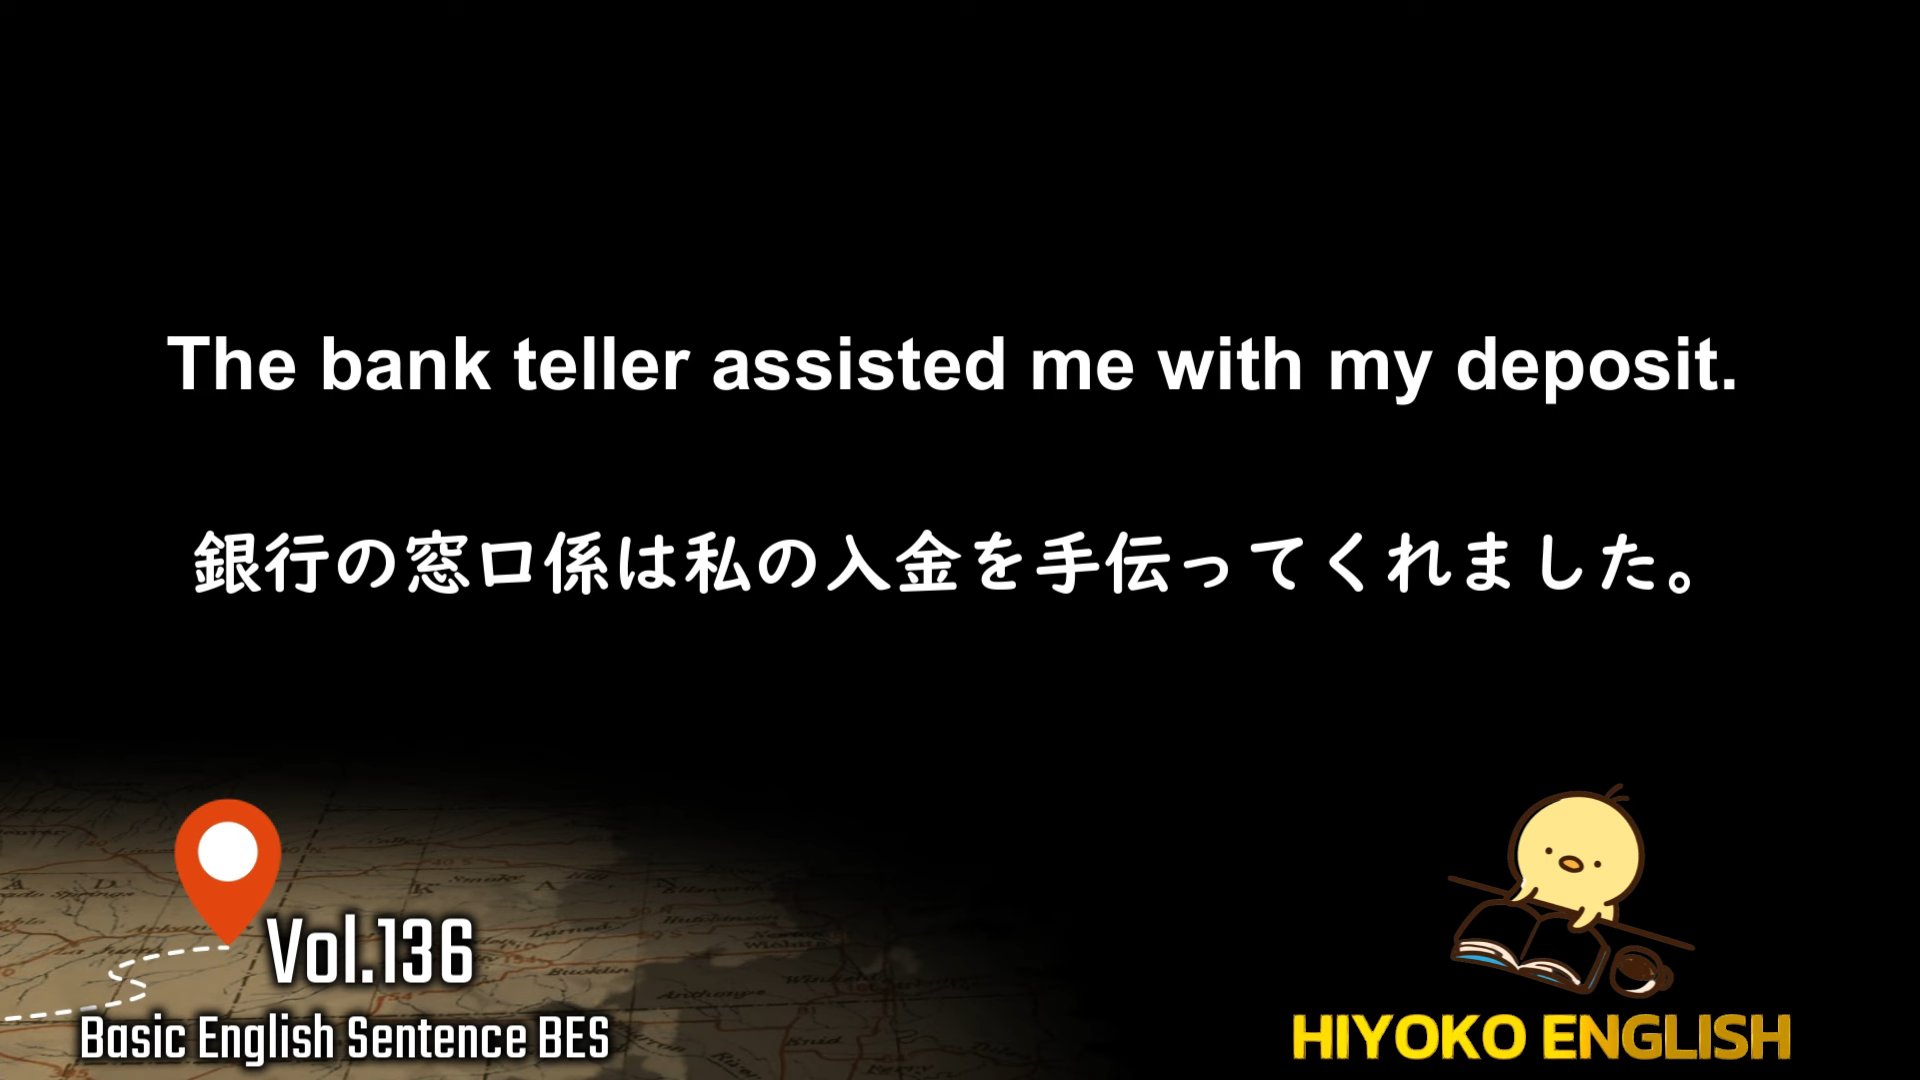 The bank teller assisted me with my deposit.
銀行の窓口係は私の入金を手伝ってくれました。
Vol.136
Basic English Sentence BES
HIYOKO ENGLISH